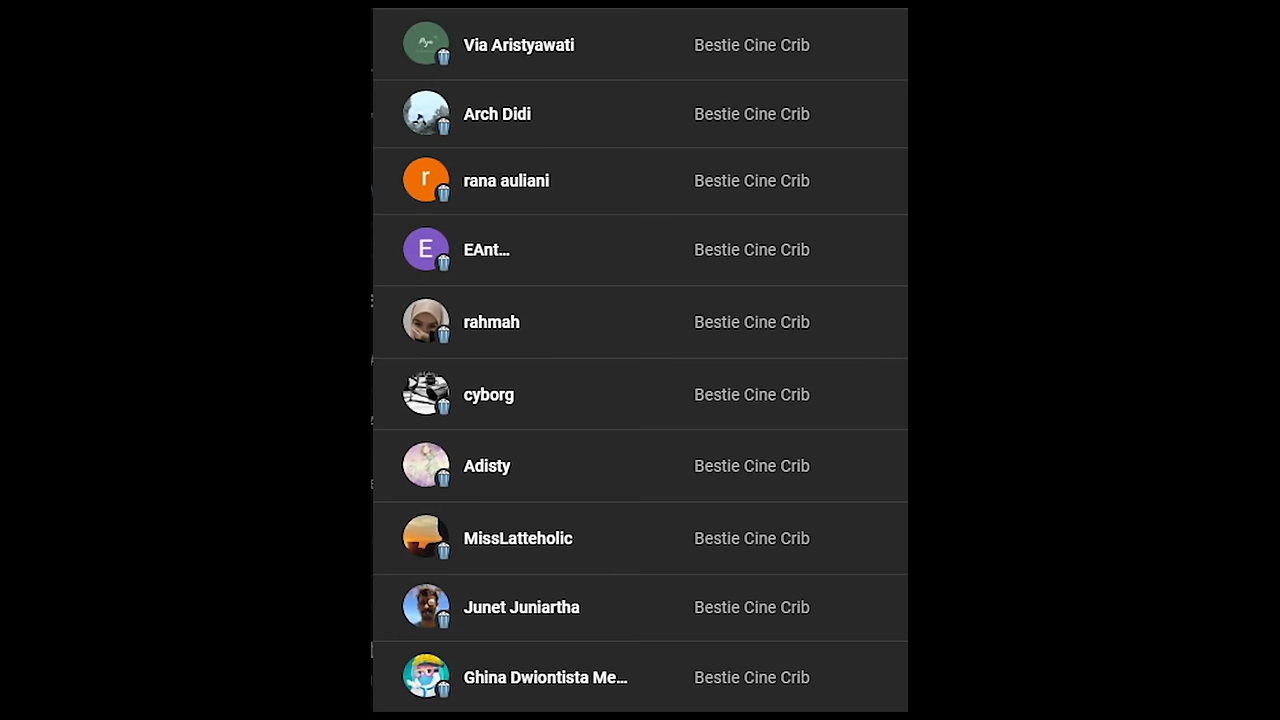 Via Aristyawati Bestie Cine Crib
Arch Didi Bestie Cine Crib
r
rana auliani Bestie Cine Crib
E
EAnt... Bestie Cine Crib
rahmah Bestie Cine Crib
cyborg Bestie Cine Crib
Adisty Bestie Cine Crib
MissLatteholic Bestie Cine Crib
Junet Juniartha Bestie Cine Crib
Ghina Dwiontista Me... Bestie Cine Crib